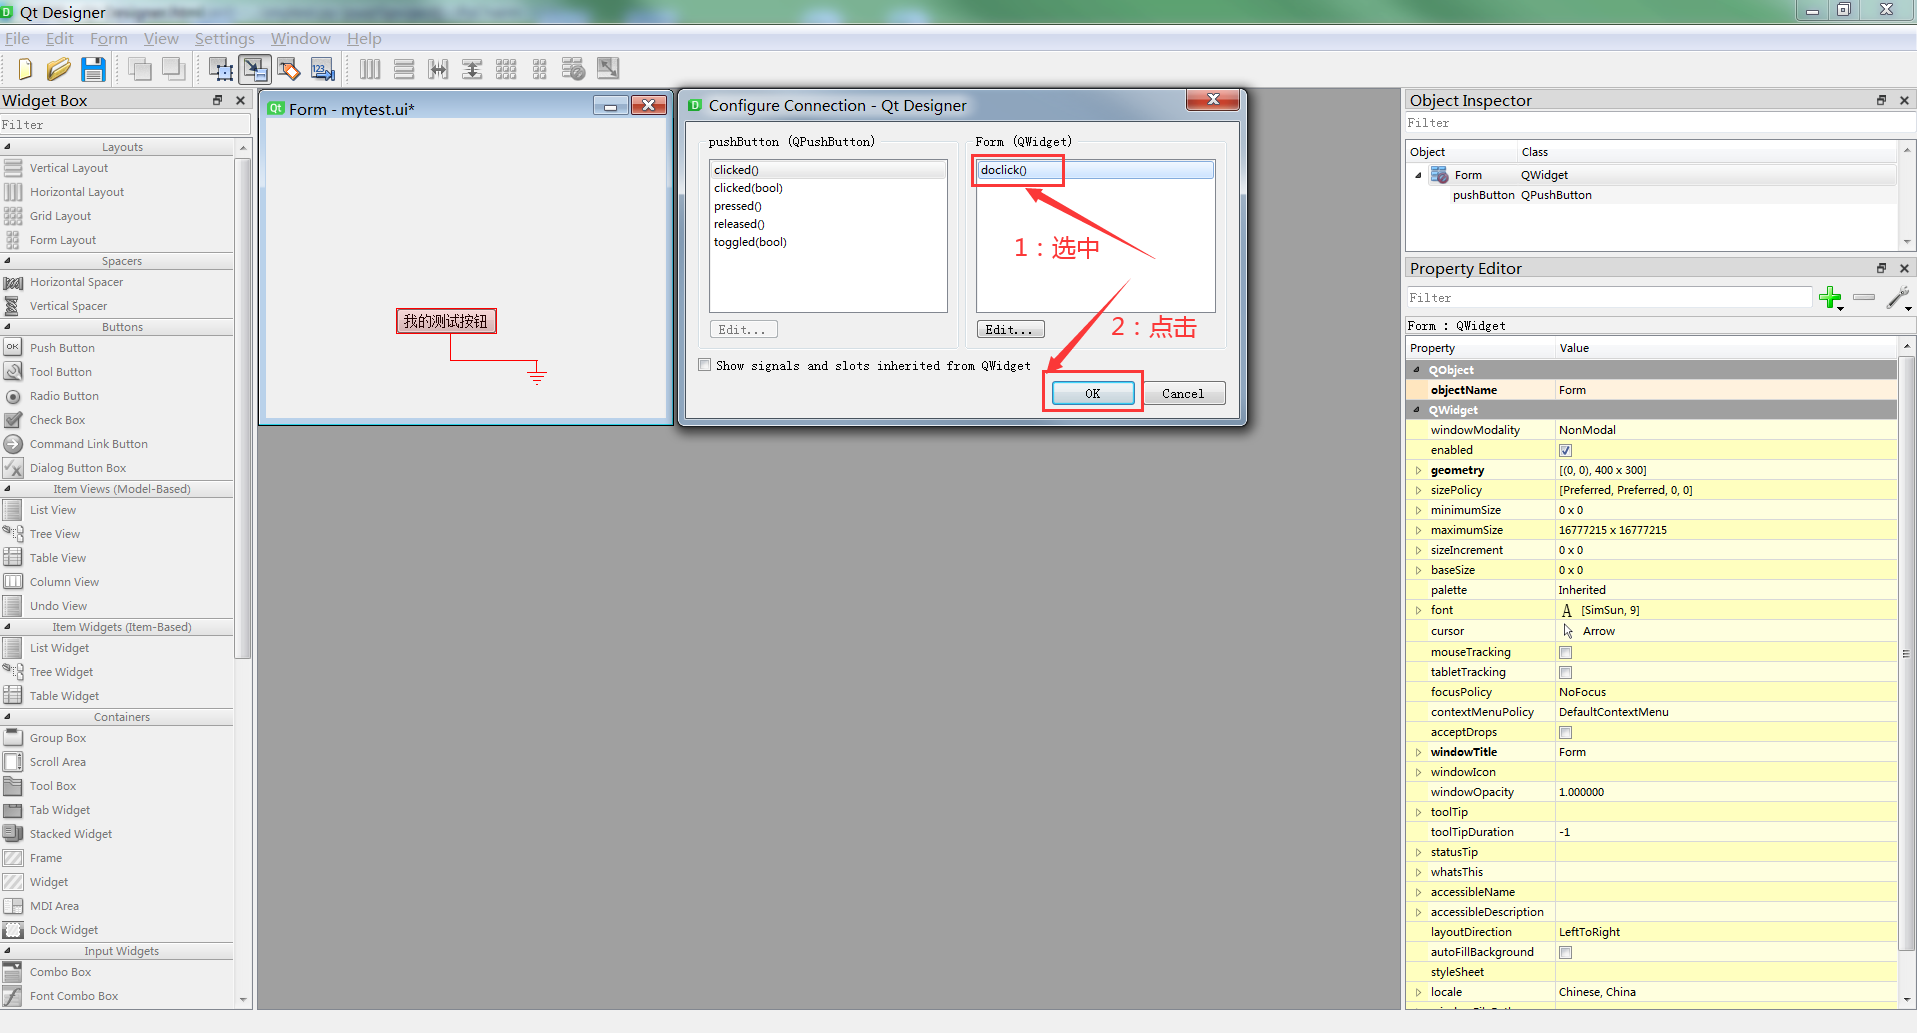 Qt Designer
File Edit Form View Settings Window Help
Widget Box
Filter
Layouts
Vertical Layout
Horizontal Layout
Grid Layout
Form Layout
Spacers
Horizontal Spacer
Vertical Spacer
Buttons
Push Button
Tool Button
Radio Button
Check Box
Command Link Button
Dialog Button Box
Item Views (Model-Based)
List View
Tree View
Table View
Column View
Undo View
Item Widgets (Item-Based)
List Widget
Tree Widget
Table Widget
Containers
Group Box
Scroll Area
Tool Box
Tab Widget
Stacked Widget
Frame
Widget
MDI Area
Dock Widget
Input Widgets
Combo Box
Font Combo Box
Form - mytest.ui*
我的测试按钮
Configure Connection - Qt Designer
pushButton (QPushButton)
clicked()
clicked(bool)
pressed()
released()
toggled(bool)
Edit...
Form (QWidget)
doclick()
1：选中
2：点击
Edit...
Show signals and slots inherited from QWidget
OK
Cancel
Object Inspector
Filter
Object Class
Form QWidget
pushButton QPushButton
Property Editor
Filter
Form : QWidget
Property Value
QObject
objectName Form
QWidget
windowModality NonModal
enabled
geometry [(0, 0), 400 x 300]
sizePolicy [Preferred, Preferred, 0, 0]
minimumSize 0 x 0
maximumSize 16777215 x 16777215
sizeIncrement 0 x 0
baseSize 0 x 0
palette Inherited
font A [SimSun, 9]
cursor Arrow
mouseTracking
tabletTracking
focusPolicy NoFocus
contextMenuPolicy DefaultContextMenu
acceptDrops
windowTitle Form
windowIcon
windowOpacity 1.000000
toolTip
toolTipDuration -1
statusTip
whatsThis
accessibleName
accessibleDescription
layoutDirection LeftToRight
autoFillBackground
styleSheet
locale Chinese, China